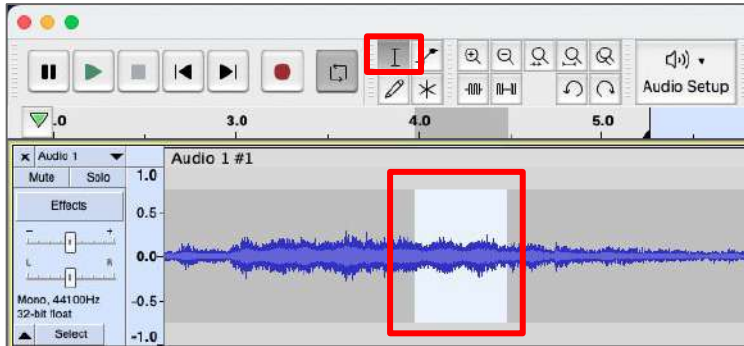 Audio Setup
.0 3.0 4.0 5.0
× Audio 1 Audio 1 #1
Mute Solo 1.0
Effects
0.5
- +
0.0
L R
Mono, 44100Hz -0.5
32-bit float
Select -1.0